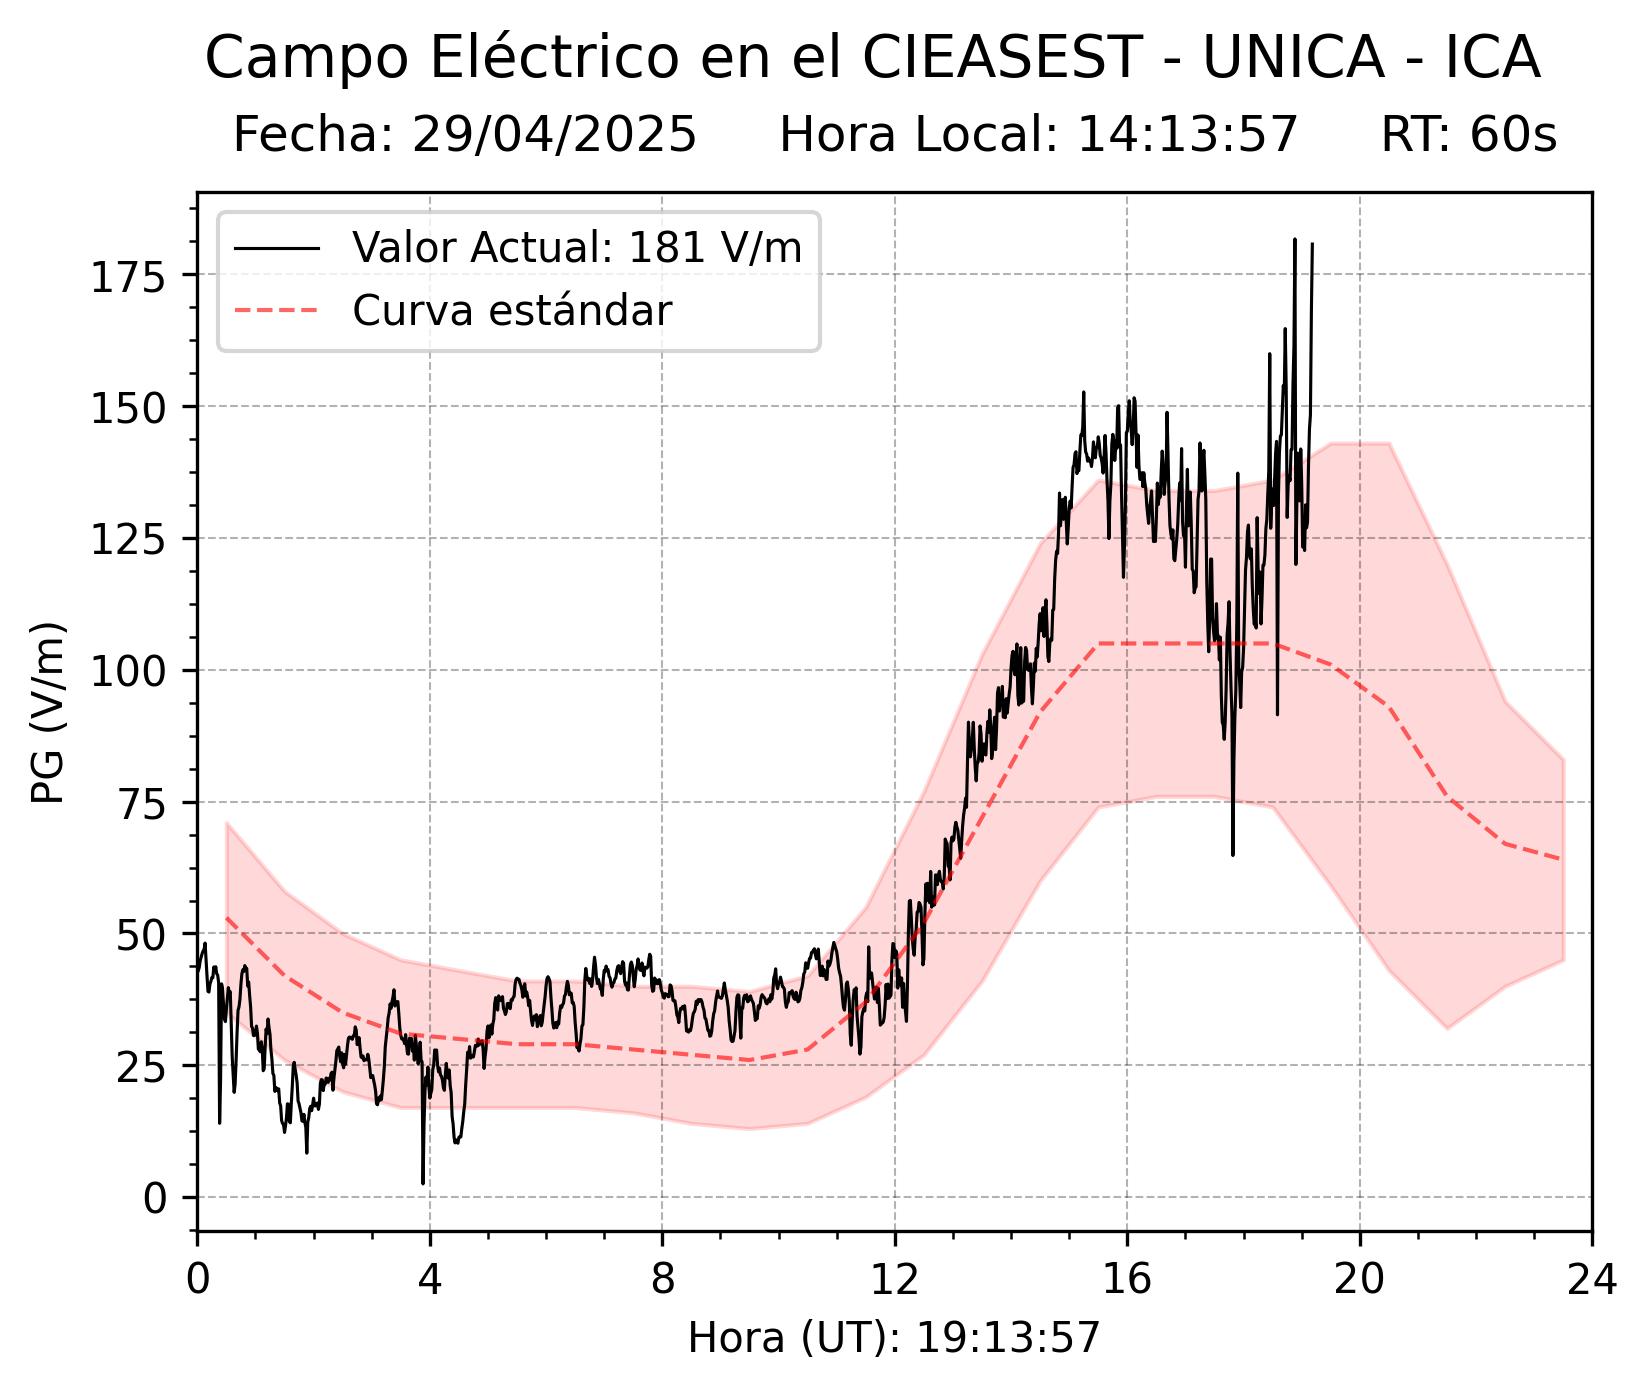 Campo Eléctrico en el CIEASEST - UNICA - ICA
Fecha: 29/04/2025 Hora Local: 14:13:57 RT: 60s
Valor Actual: 181 V/m
Curva estándar
PG (V/m)
175
150
125
100
75
50
25
0
0 4 8 12 16 20 24
Hora (UT): 19:13:57